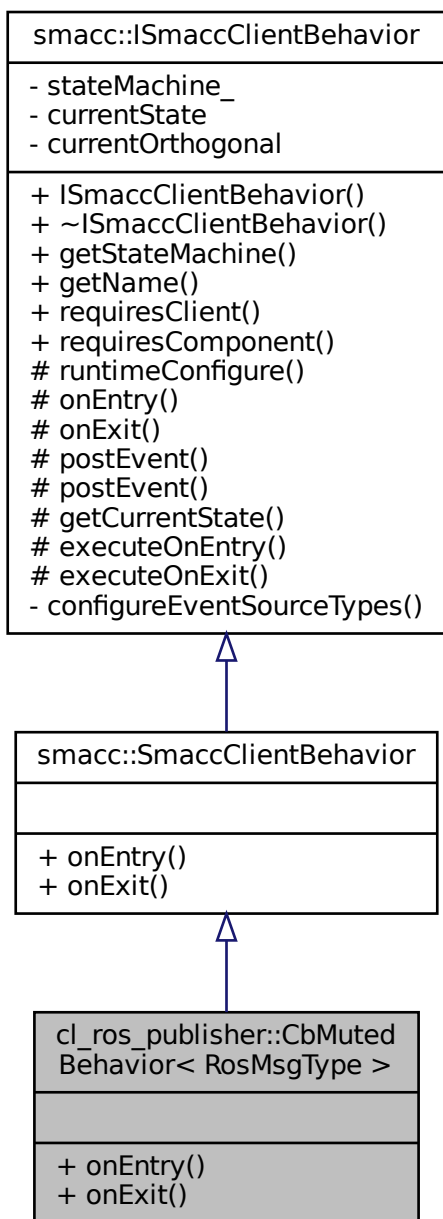 smacc::ISmaccClientBehavior
- stateMachine_
- currentState
- currentOrthogonal
+ ISmaccClientBehavior()
+ ~ISmaccClientBehavior()
+ getStateMachine()
+ getName()
+ requiresClient()
+ requiresComponent()
# runtimeConfigure()
# onEntry()
# onExit()
# postEvent()
# postEvent()
# getCurrentState()
# executeOnEntry()
# executeOnExit()
- configureEventSourceTypes()
smacc::SmaccClientBehavior
+ onEntry()
+ onExit()
cl_ros_publisher::CbMuted
Behavior< RosMsgType >
+ onEntry()
+ onExit()